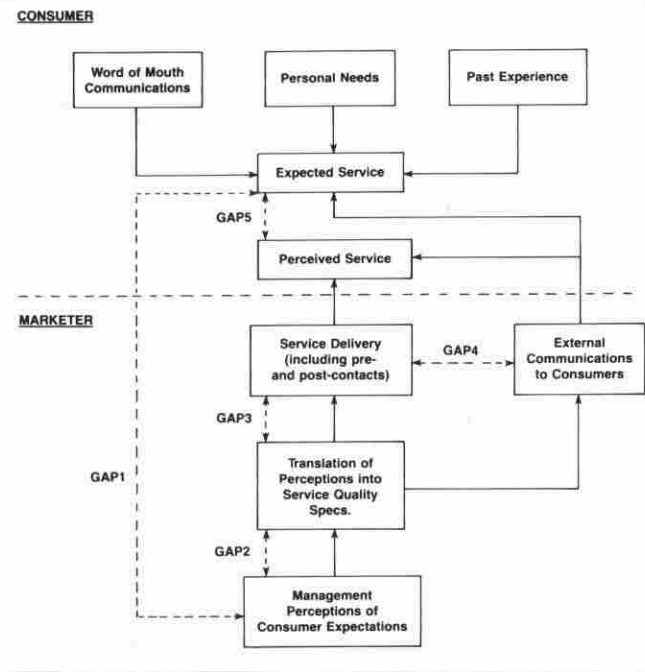 CONSUMER
Word of Mouth
Communications
Personal Needs
Past Experience
Expected Service
GAP5
Perceived Service
MARKETER
Service Delivery
(including pre-
and post-contacts)
GAP4
External
Communications
to Consumers
GAP3
GAP1
Translation of
Perceptions into
Service Quality
Specs.
GAP2
Management
Perceptions of
Consumer Expectations